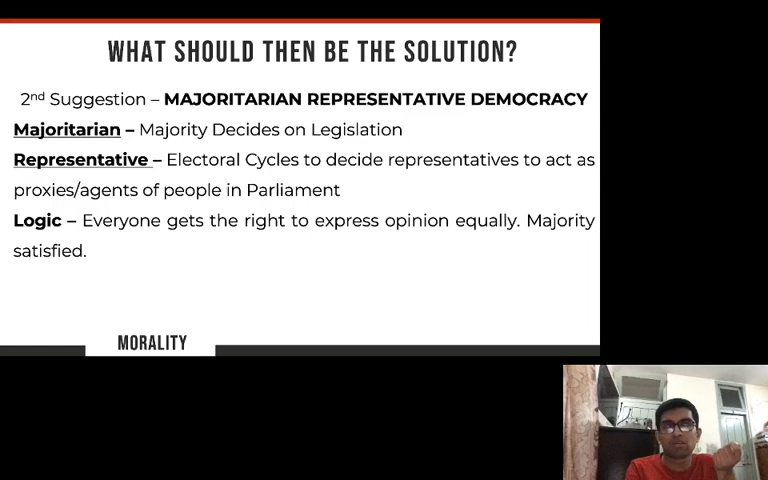 WHAT SHOULD THEN BE THE SOLUTION?
2nd Suggestion – MAJORITARIAN REPRESENTATIVE DEMOCRACY
Majoritarian – Majority Decides on Legislation
Representative – Electoral Cycles to decide representatives to act as
proxies/agents of people in Parliament
Logic – Everyone gets the right to express opinion equally. Majority
satisfied.
MORALITY